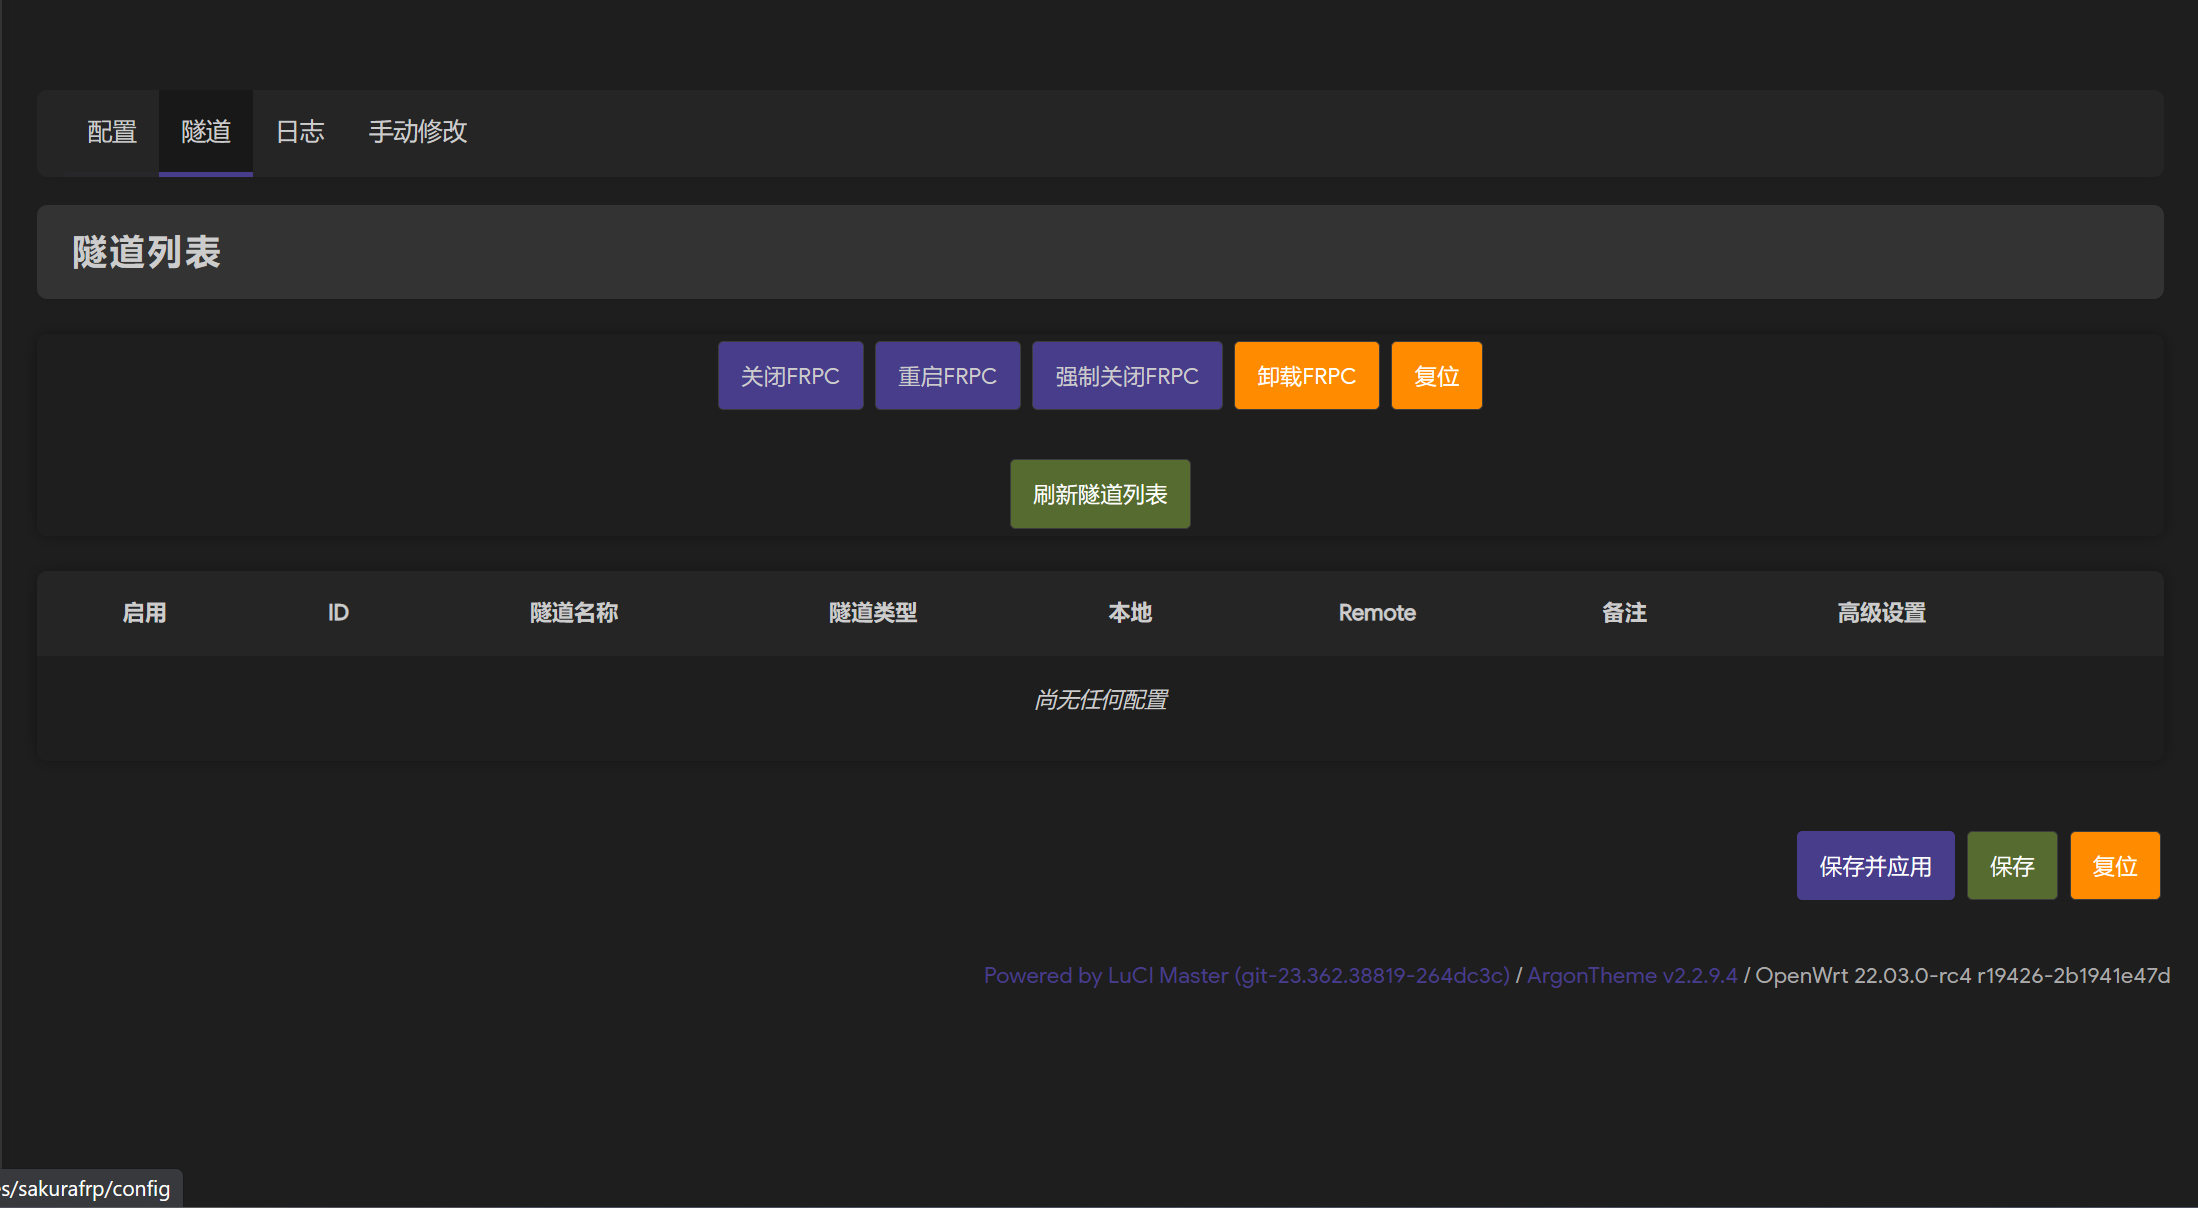 配置 隧道 日志 手动修改
隧道列表
关闭FRPC 重启FRPC 强制关闭FRPC 卸载FRPC 复位
刷新隧道列表
启用 ID 隧道名称 隧道类型 本地 Remote 备注 高级设置
尚无任何配置
保存并应用 保存 复位
Powered by LuCI Master (git-23.362.38819-264dc3c) / ArgonTheme v2.2.9.4 / OpenWrt 22.03.0-rc4 r19426-2b1941e47d
s/sakurafrp/config